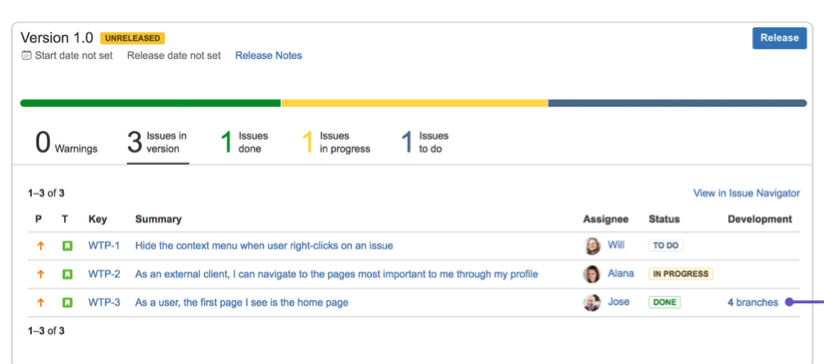 Version 1.0 UNRELEASED Release
Start date not set Release date not set Release Notes
0 Warnings 3 Issues in version 1 Issues done 1 Issues in progress 1 Issues to do
1–3 of 3 View in Issue Navigator
P T Key Summary Assignee Status Development
WTP-1 Hide the context menu when user right-clicks on an issue Will TO DO
WTP-2 As an external client, I can navigate to the pages most important to me through my profile Alana IN PROGRESS
WTP-3 As a user, the first page I see is the home page Jose DONE 4 branches
1–3 of 3